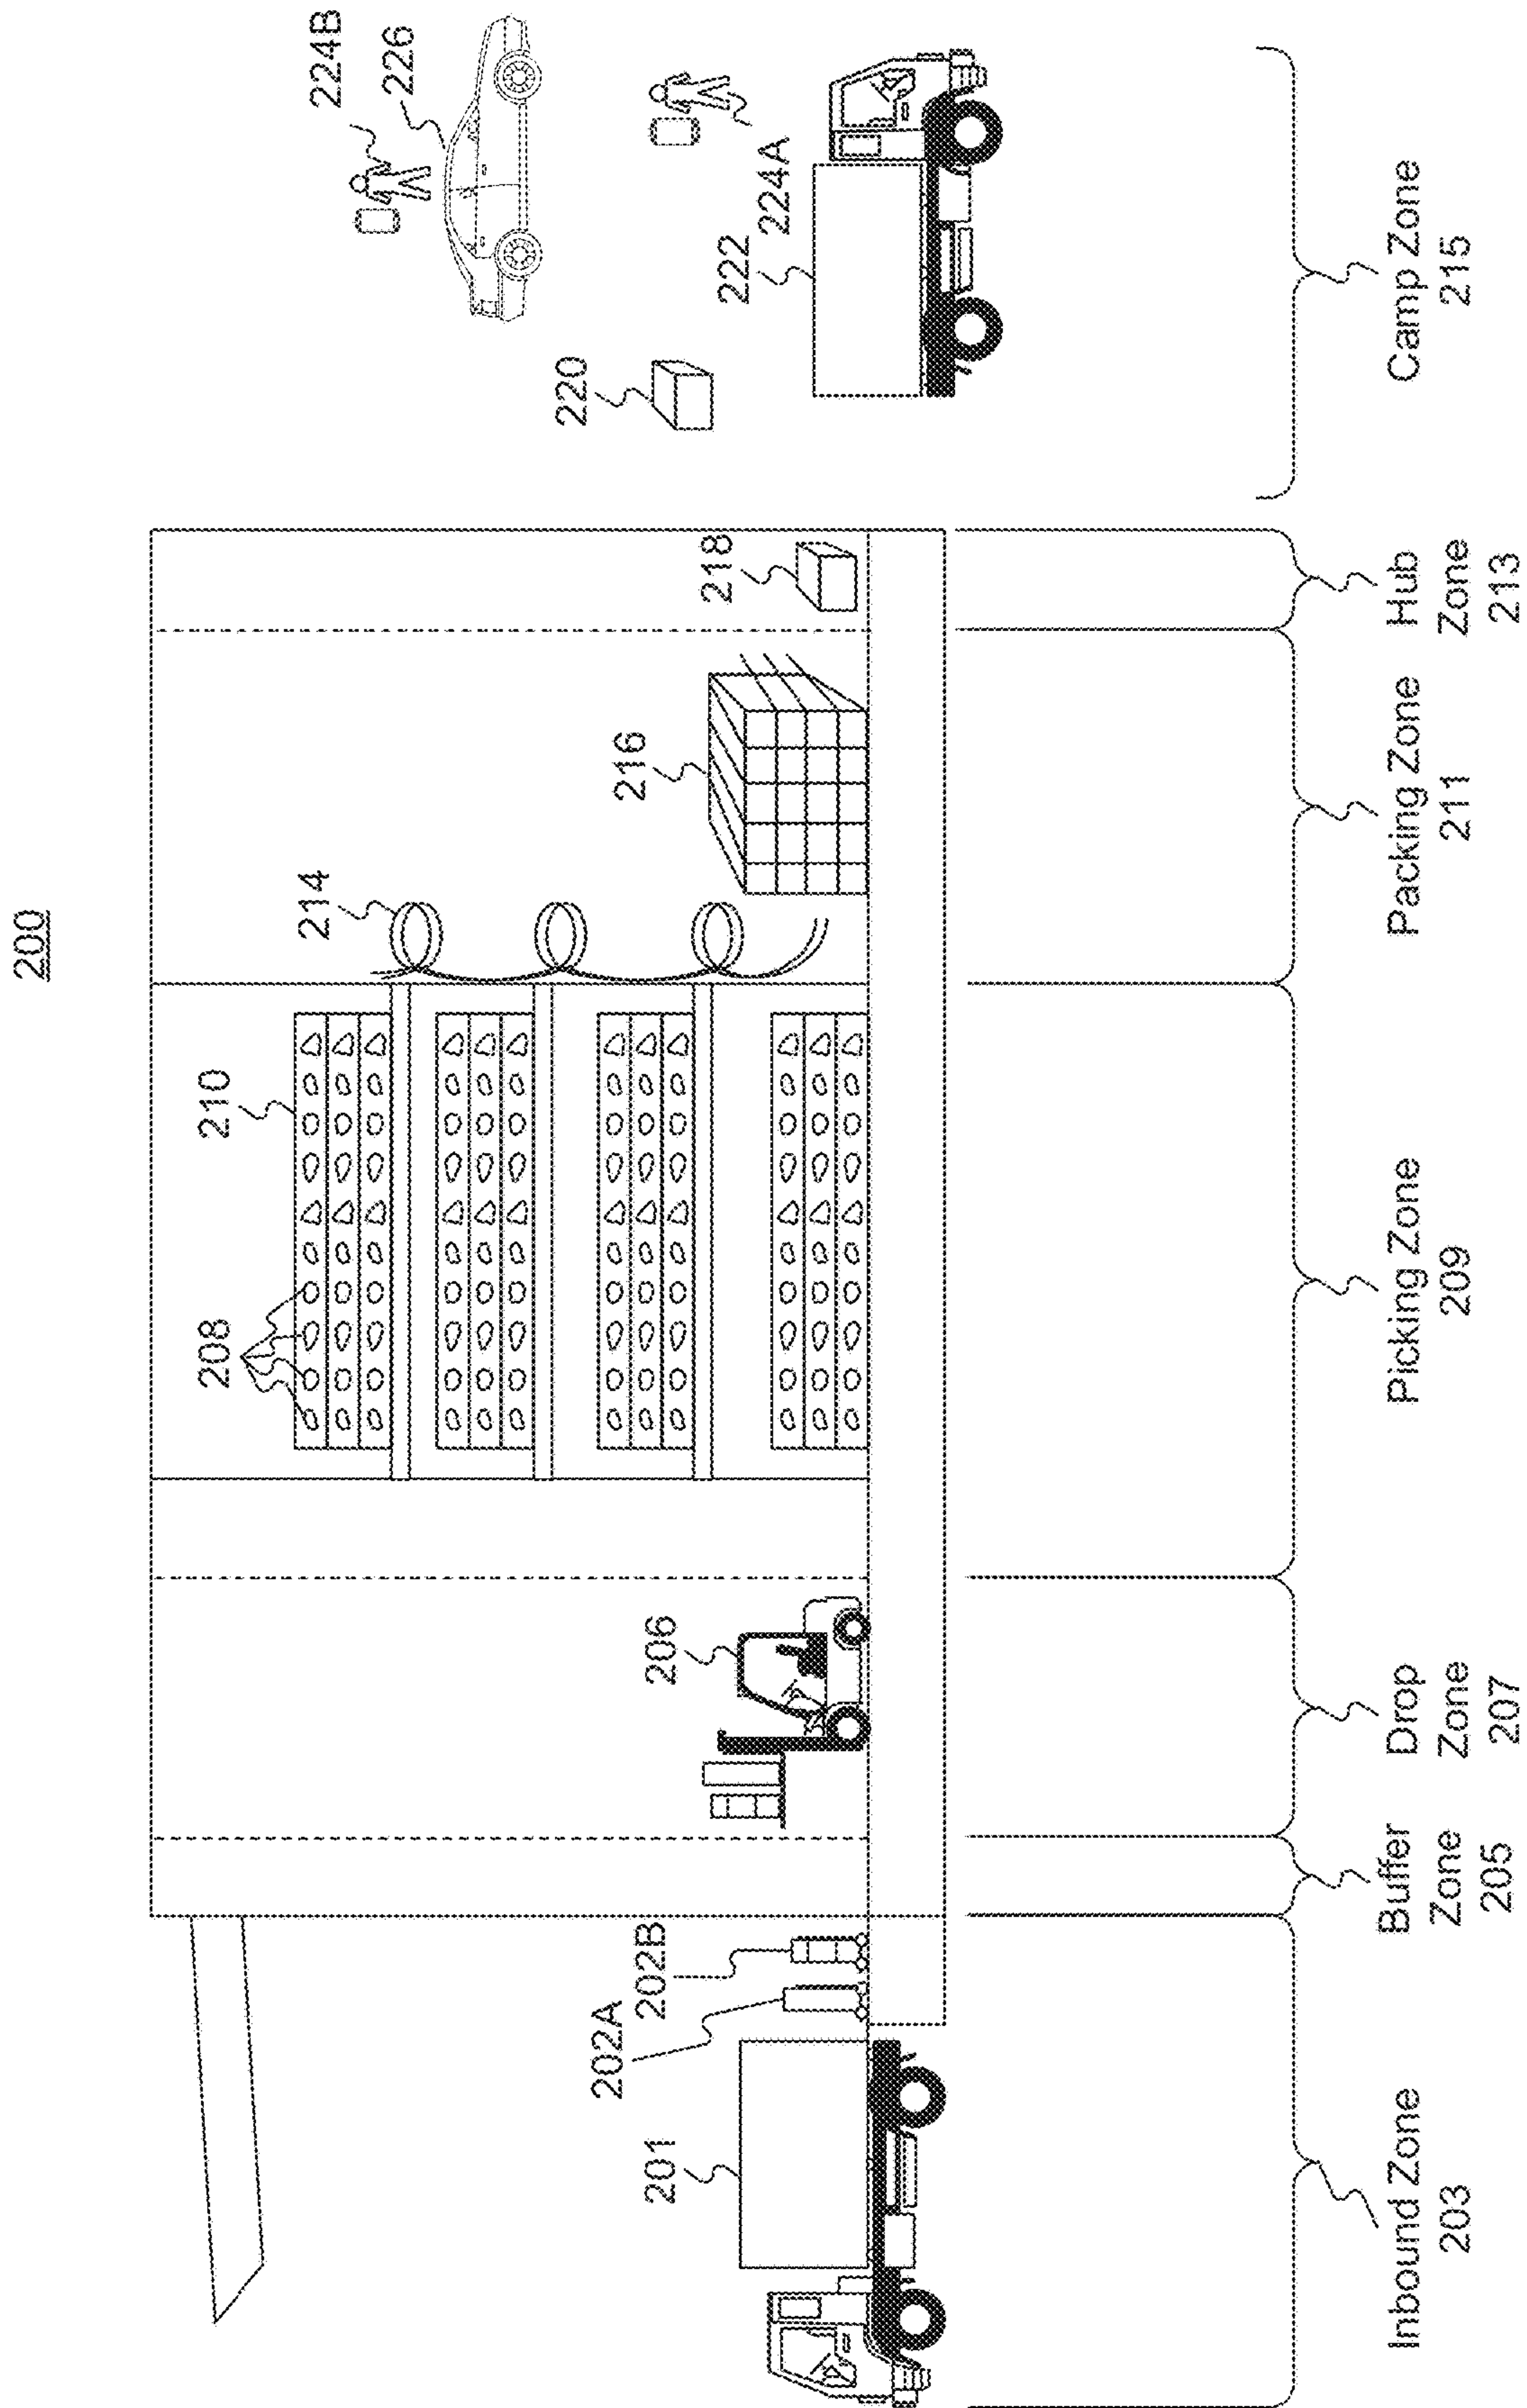 200
224B
226
224A
222
220
218
216
214
210
208
206
202B
202A
201
Inbound Zone
203
Buffer
Zone
205
Drop
Zone
207
Picking Zone
209
Packing Zone
211
Hub
Zone
213
Camp Zone
215